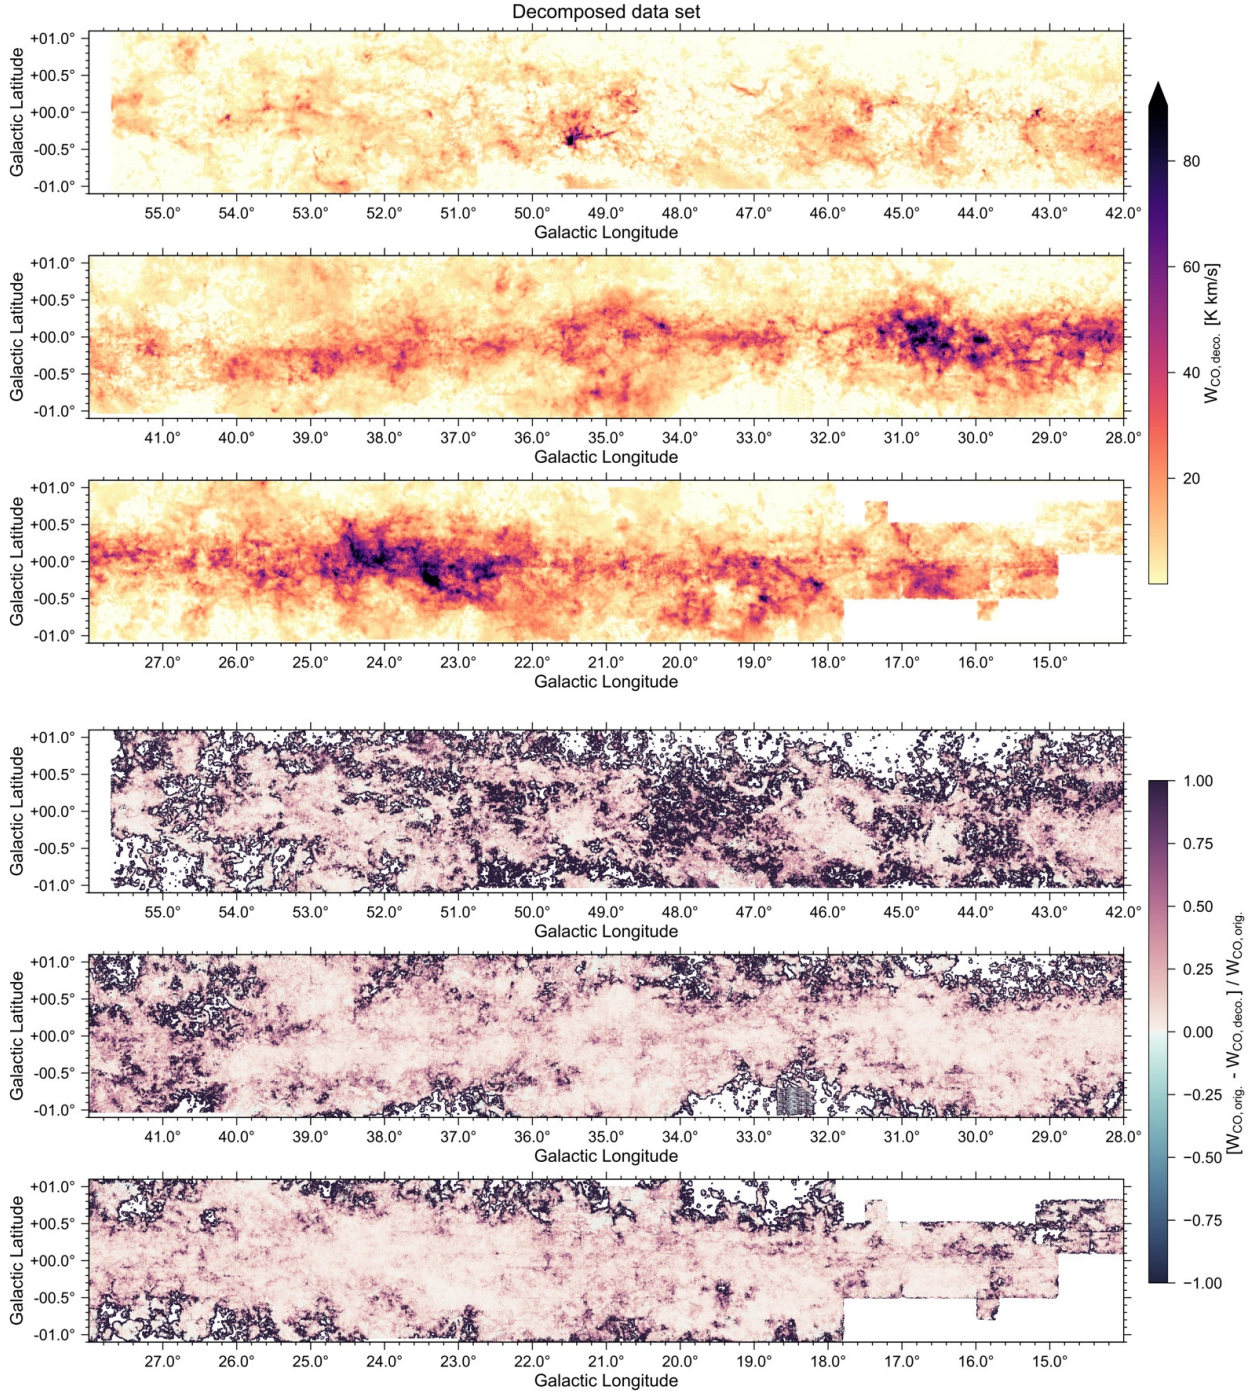 Decomposed data set
+01.0°
+00.5°
+00.0°
-00.5°
-01.0°
Galactic Latitude
55.0° 54.0° 53.0° 52.0° 51.0° 50.0° 49.0° 48.0° 47.0° 46.0° 45.0° 44.0° 43.0° 42.0°
Galactic Longitude
+01.0°
+00.5°
+00.0°
-00.5°
-01.0°
Galactic Latitude
41.0° 40.0° 39.0° 38.0° 37.0° 36.0° 35.0° 34.0° 33.0° 32.0° 31.0° 30.0° 29.0° 28.0°
Galactic Longitude
+01.0°
+00.5°
+00.0°
-00.5°
-01.0°
Galactic Latitude
27.0° 26.0° 25.0° 24.0° 23.0° 22.0° 21.0° 20.0° 19.0° 18.0° 17.0° 16.0° 15.0°
Galactic Longitude
80
60
40
20
W_CO, deco. [K km/s]
+01.0°
+00.5°
+00.0°
-00.5°
-01.0°
Galactic Latitude
55.0° 54.0° 53.0° 52.0° 51.0° 50.0° 49.0° 48.0° 47.0° 46.0° 45.0° 44.0° 43.0° 42.0°
Galactic Longitude
+01.0°
+00.5°
+00.0°
-00.5°
-01.0°
Galactic Latitude
41.0° 40.0° 39.0° 38.0° 37.0° 36.0° 35.0° 34.0° 33.0° 32.0° 31.0° 30.0° 29.0° 28.0°
Galactic Longitude
+01.0°
+00.5°
+00.0°
-00.5°
-01.0°
Galactic Latitude
27.0° 26.0° 25.0° 24.0° 23.0° 22.0° 21.0° 20.0° 19.0° 18.0° 17.0° 16.0° 15.0°
Galactic Longitude
1.00
0.75
0.50
0.25
0.00
−0.25
−0.50
−0.75
−1.00
[W_CO, orig. - W_CO, deco.] / W_CO, orig.